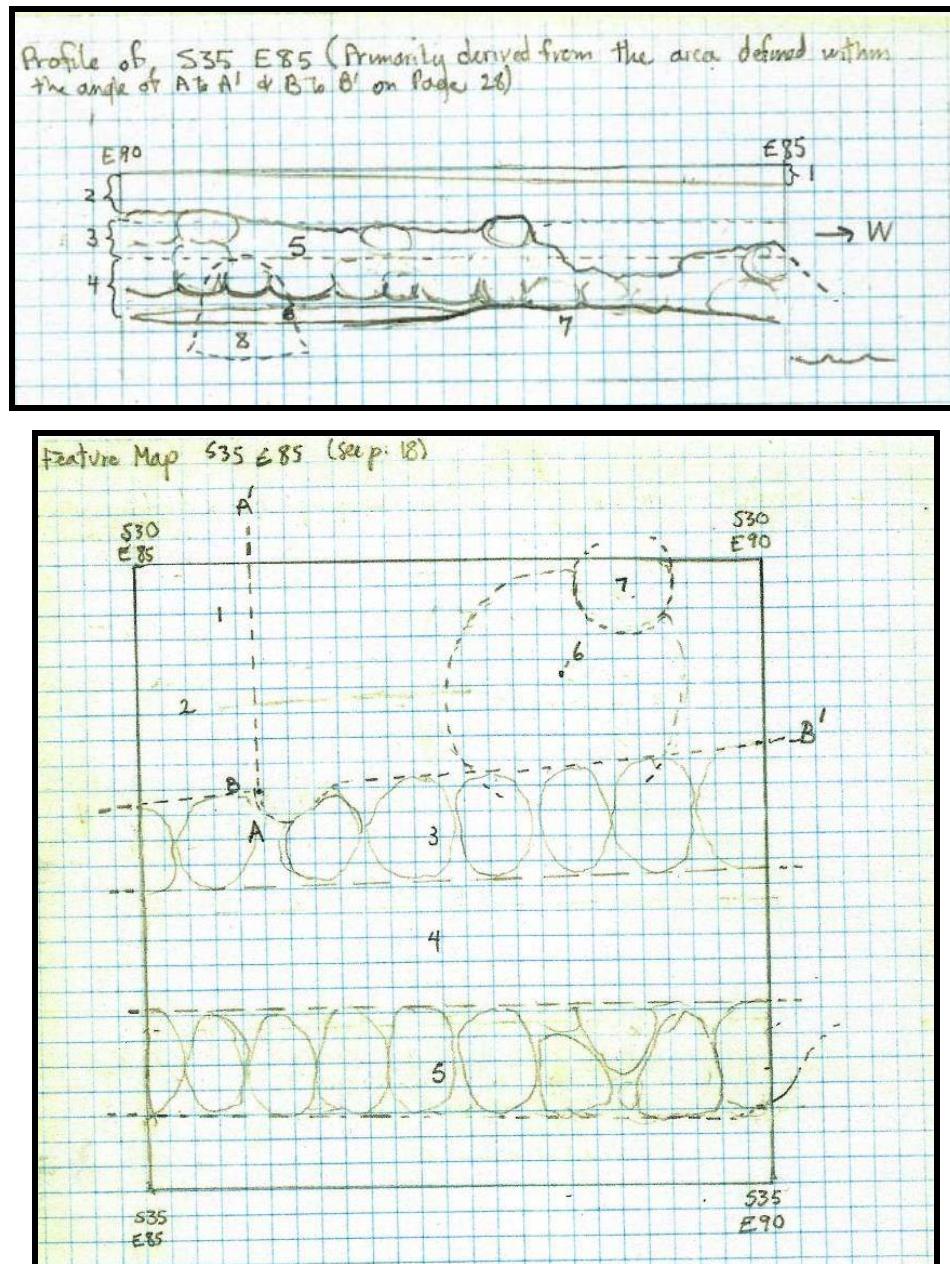 Profile of S35 E85 (Primarily derived from the area defined within
the angle of A to A' & B to B' on Page 28)
E90 E85
1
2
3 5 → W
4
6
8 7
Feature Map S35 E85 (see p. 18)
A'
S30 S30
E85 E90
1 7
6
2
B'
B
A 3
4
5
S35 S35
E85 E90